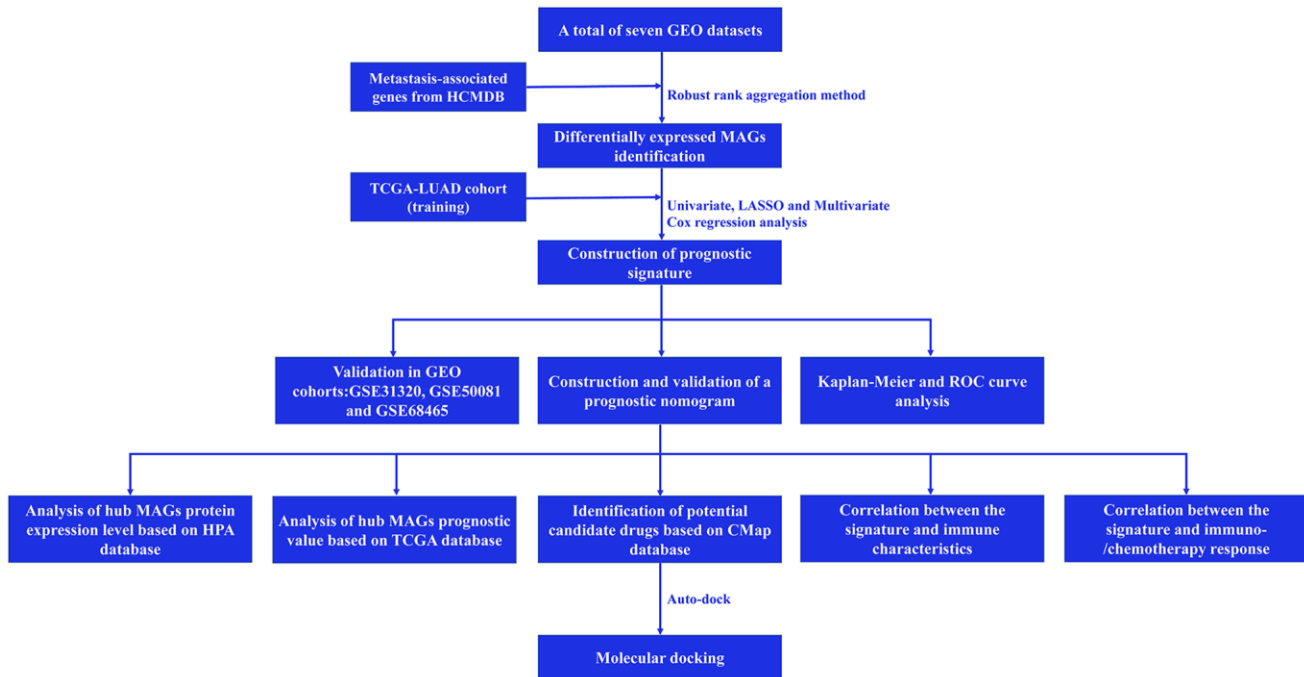 A total of seven GEO datasets
Metastasis-associated
genes from HCMDB
Robust rank aggregation method
Differentially expressed MAGs
identification
TCGA-LUAD cohort
(training)
Univariate, LASSO and Multivariate
Cox regression analysis
Construction of prognostic
signature
Validation in GEO
cohorts:GSE31320, GSE50081
and GSE68465
Construction and validation of a
prognostic nomogram
Kaplan-Meier and ROC curve
analysis
Analysis of hub MAGs protein
expression level based on HPA
database
Analysis of hub MAGs prognostic
value based on TCGA database
Identification of potential
candidate drugs based on CMap
database
Correlation between the
signature and immune
characteristics
Correlation between the
signature and immuno-
/chemotherapy response
Auto-dock
Molecular docking